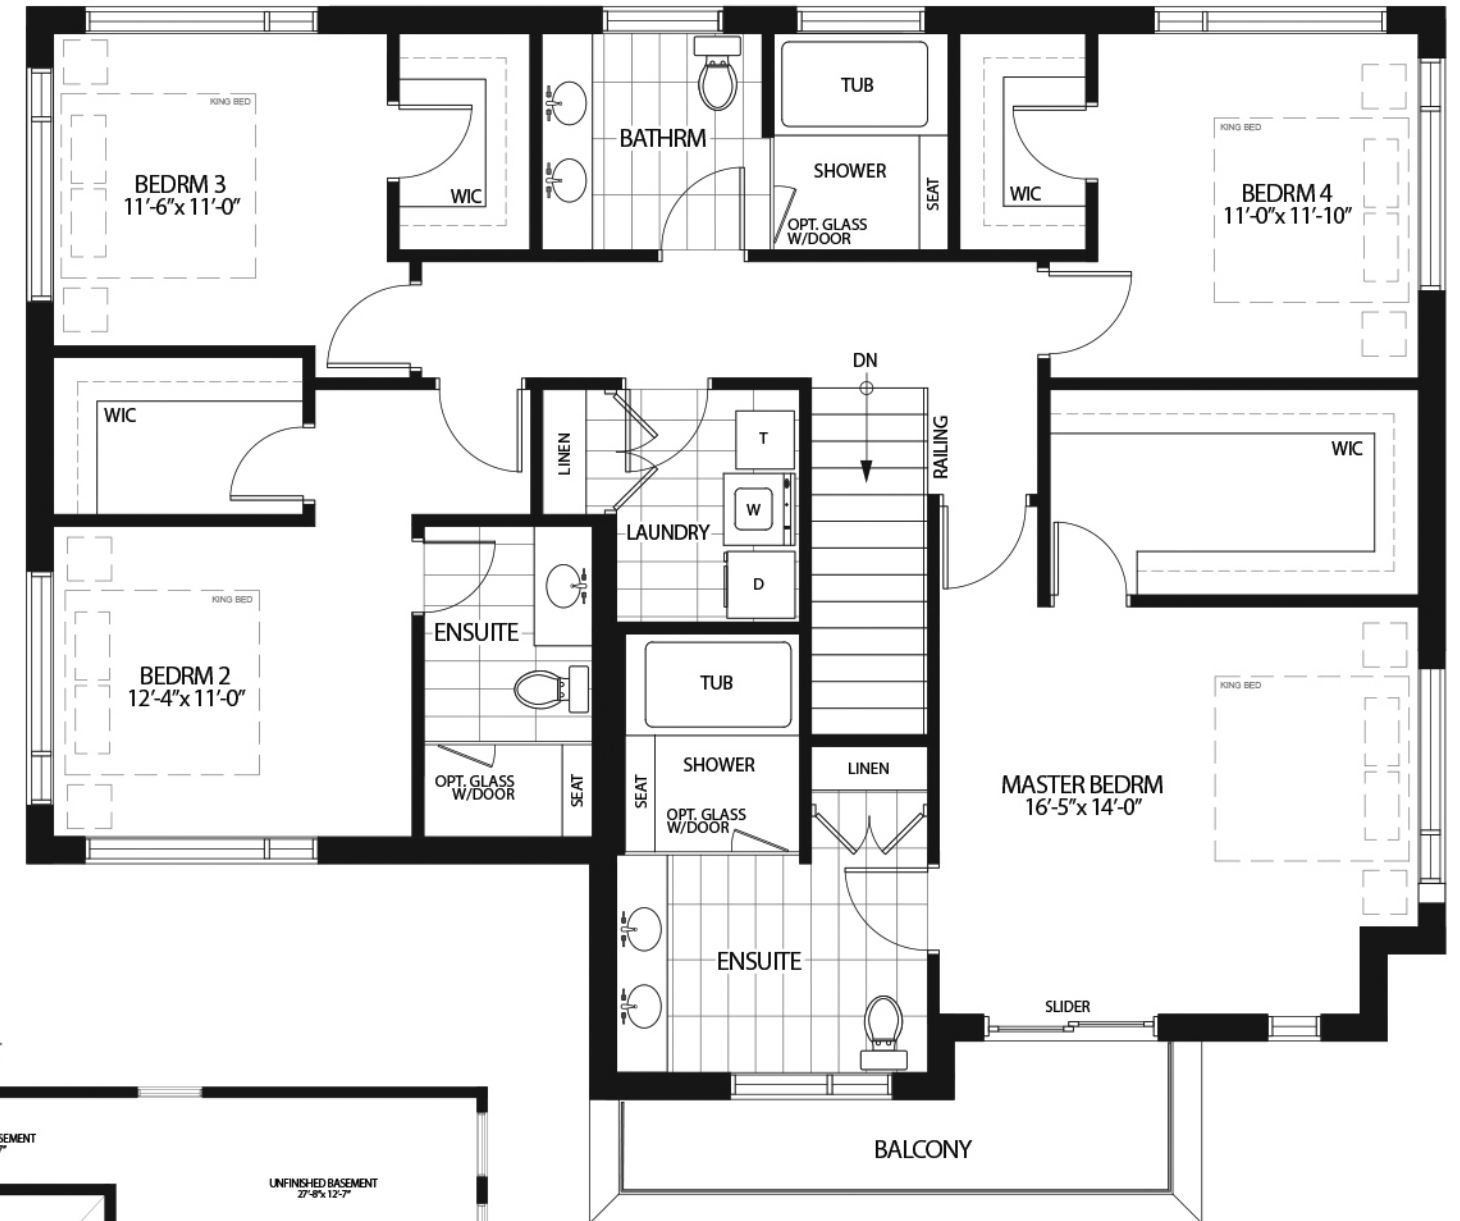 KING BED
BEDRM 3
11'-6"x 11'-0"
WIC
BATHRM
TUB
SHOWER
SEAT
OPT. GLASS
W/DOOR
WIC
KING BED
BEDRM 4
11'-0"x 11'-10"
DN
RAILING
WIC
LINEN
T
W
D
LAUNDRY
WIC
KING BED
BEDRM 2
12'-4"x 11'-0"
ENSUITE
OPT. GLASS
W/DOOR
SEAT
TUB
SHOWER
SEAT
OPT. GLASS
W/DOOR
LINEN
KING BED
MASTER BEDRM
16'-5"x 14'-0"
ENSUITE
SLIDER
BALCONY
SEMENT
7"
UNFINISHED BASEMENT
27'-8"x 12'-7"